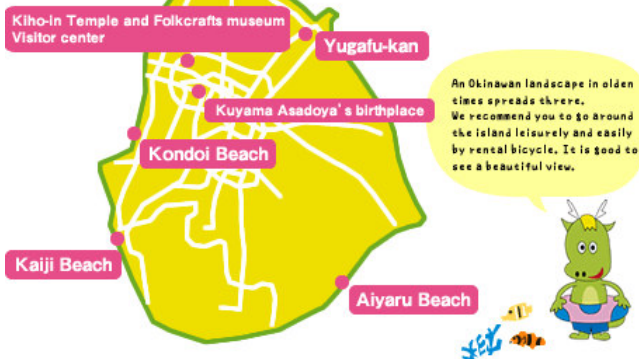 Kiho-in Temple and Folkcrafts museum
Visitor center
Yugafu-kan
Kuyama Asadoya's birthplace
Kondoi Beach
Kaiji Beach
Aiyaru Beach
An Okinawan landscape in olden
times spreads threre.
We recommend you to go around
the island leisurely and easily
by rental bicycle. It is good to
see a beautiful view.